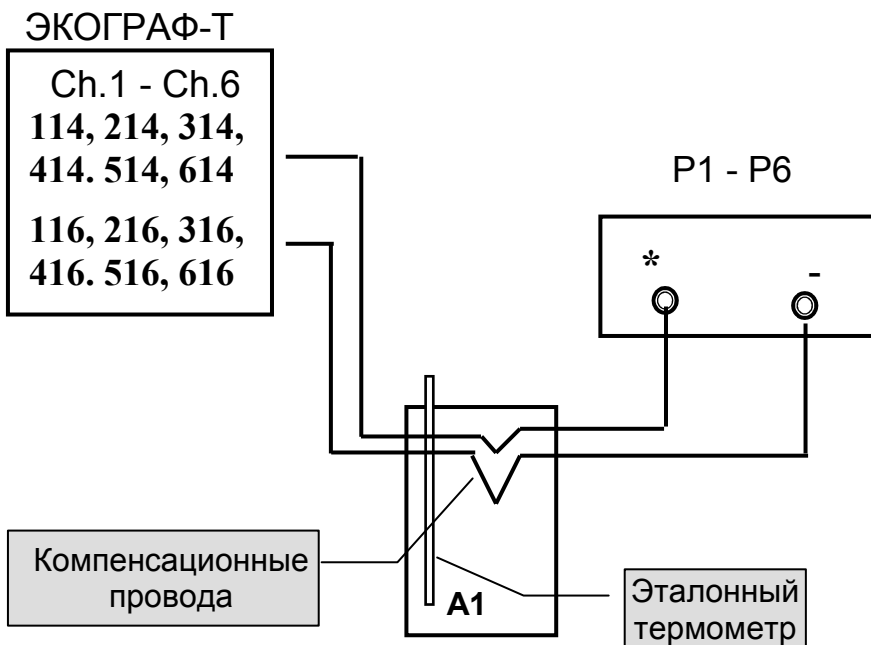 ЭКОГРАФ-Т
Ch.1 - Ch.6
114, 214, 314,
414. 514, 614
116, 216, 316,
416. 516, 616
P1 - P6
*
-
Компенсационные
провода
A1
Эталонный
термометр